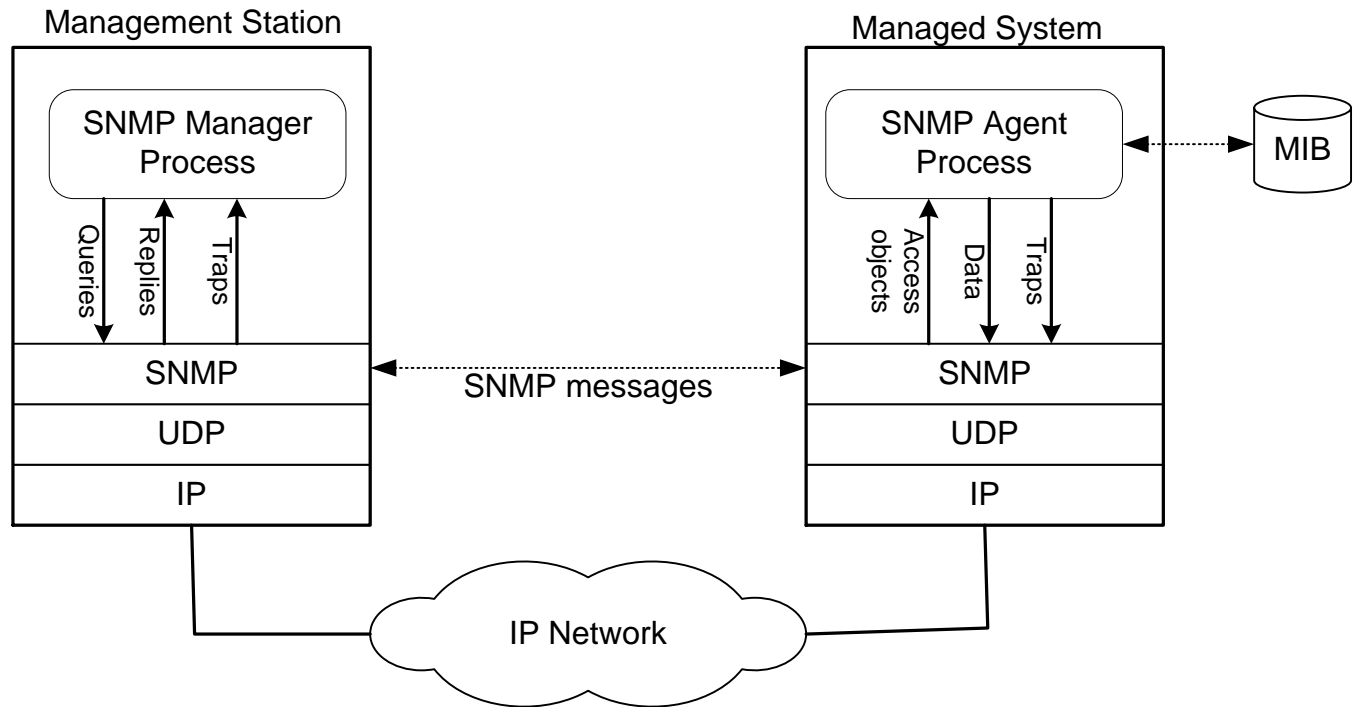 Management Station
SNMP Manager
Process
Queries
Replies
Traps
SNMP
UDP
IP
SNMP messages
Managed System
SNMP Agent
Process
MIB
Access
objects
Data
Traps
SNMP
UDP
IP
IP Network